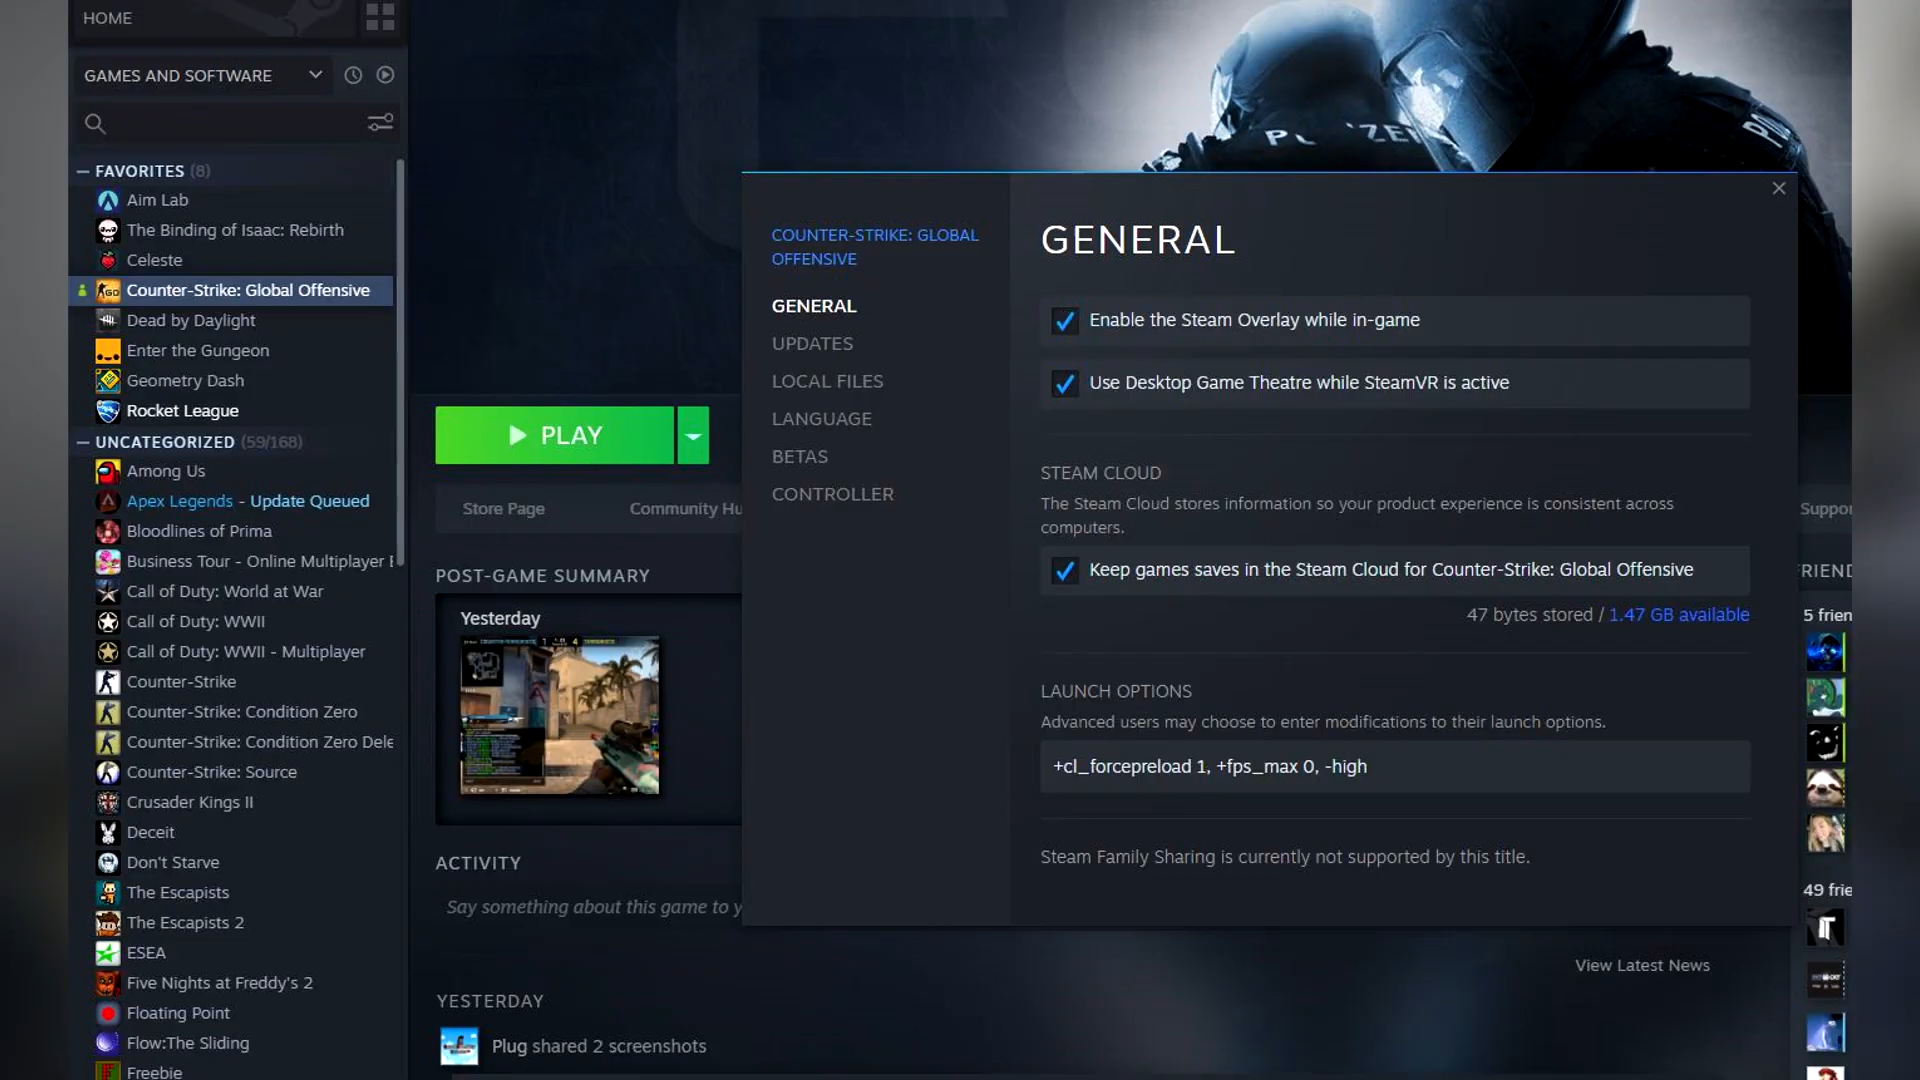 HOME
GAMES AND SOFTWARE
FAVORITES (8)
Aim Lab
The Binding of Isaac: Rebirth
Celeste
Counter-Strike: Global Offensive
Dead by Daylight
Enter the Gungeon
Geometry Dash
Rocket League
UNCATEGORIZED (59/168)
Among Us
Apex Legends - Update Queued
Bloodlines of Prima
Business Tour - Online Multiplayer
Call of Duty: World at War
Call of Duty: WWII
Call of Duty: WWII - Multiplayer
Counter-Strike
Counter-Strike: Condition Zero
Counter-Strike: Condition Zero Dele
Counter-Strike: Source
Crusader Kings II
Deceit
Don't Starve
The Escapists
The Escapists 2
ESEA
Five Nights at Freddy's 2
Floating Point
Flow:The Sliding
Freebie
PLAY
Store Page
Community Hu
POST-GAME SUMMARY
Yesterday
ACTIVITY
Say something about this game to y
YESTERDAY
Plug shared 2 screenshots
COUNTER-STRIKE: GLOBAL
OFFENSIVE
GENERAL
UPDATES
LOCAL FILES
LANGUAGE
BETAS
CONTROLLER
GENERAL
Enable the Steam Overlay while in-game
Use Desktop Game Theatre while SteamVR is active
STEAM CLOUD
The Steam Cloud stores information so your product experience is consistent across
computers.
Keep games saves in the Steam Cloud for Counter-Strike: Global Offensive
47 bytes stored / 1.47 GB available
LAUNCH OPTIONS
Advanced users may choose to enter modifications to their launch options.
+cl_forcepreload 1, +fps_max 0, -high
Steam Family Sharing is currently not supported by this title.
View Latest News
Suppor
RIEND
5 frien
49 frie